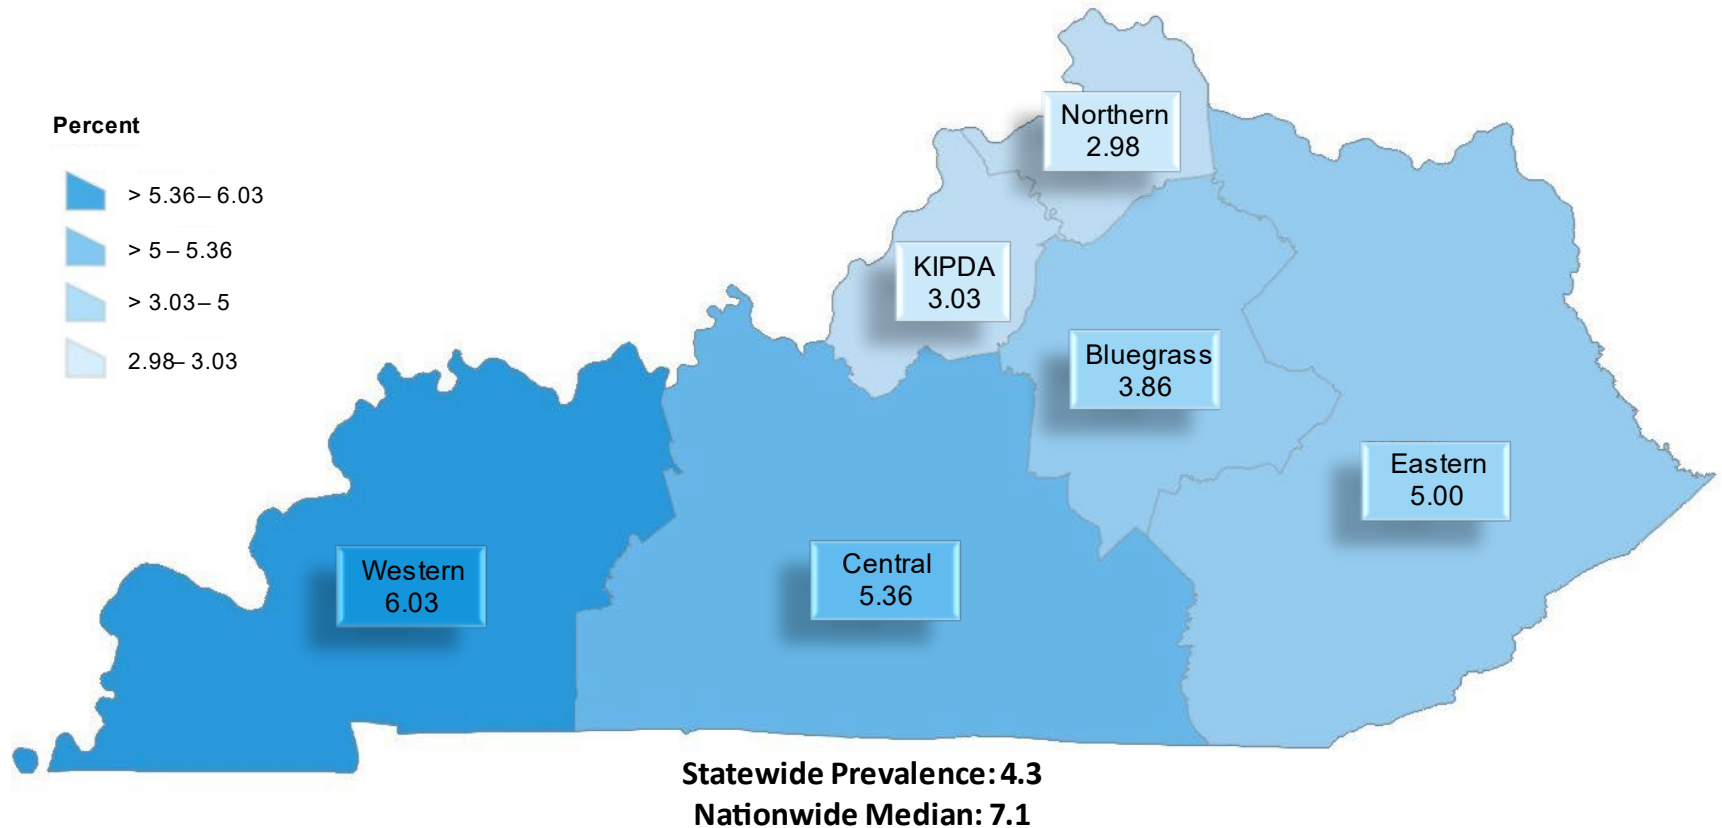 Percent
> 5.36– 6.03
> 5 – 5.36
> 3.03– 5
2.98– 3.03
Northern
2.98
KIPDA
3.03
Bluegrass
3.86
Eastern
5.00
Western
6.03
Central
5.36
Statewide Prevalence: 4.3
Nationwide Median: 7.1